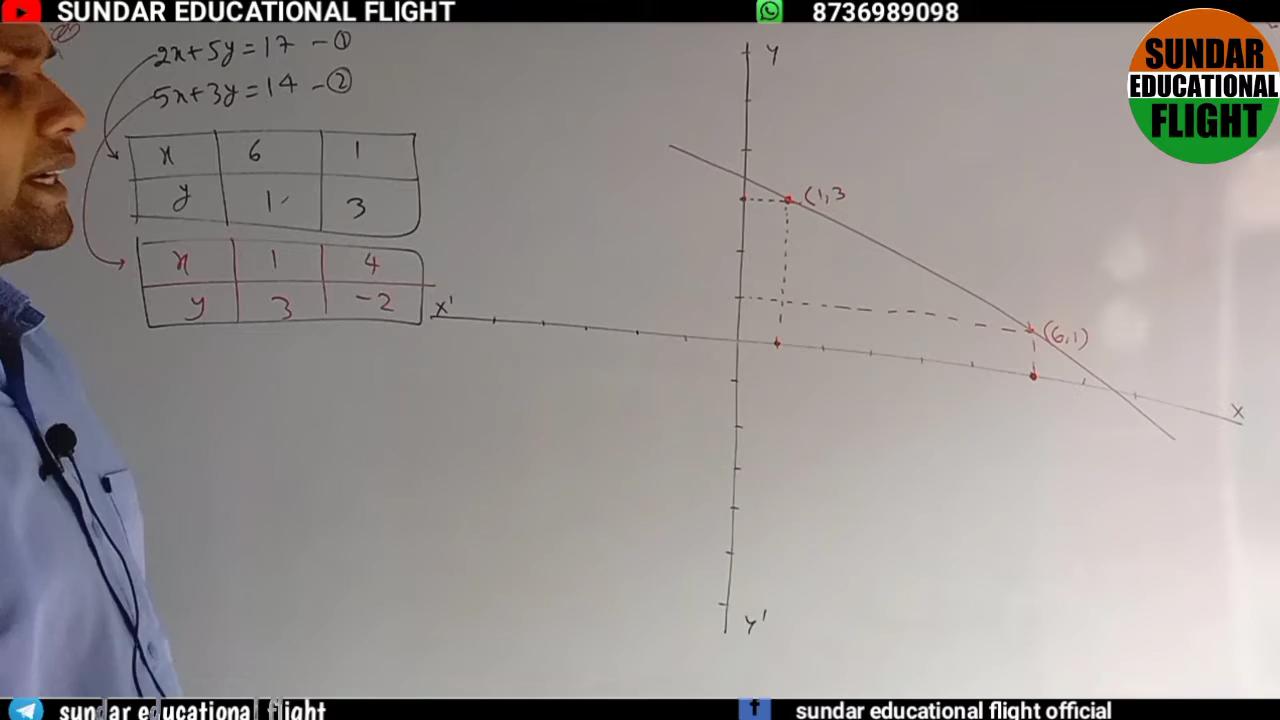 SUNDAR EDUCATIONAL FLIGHT
8736989098
SUNDAR
EDUCATIONAL
FLIGHT
2x+5y=17 -①
5x+3y=14 -②
x 6 1
y 1 3
x 1 4
y 3 -2
y
(1,3
x'
(6,1)
x
y'
sundar educational flight
sundar educational flight official